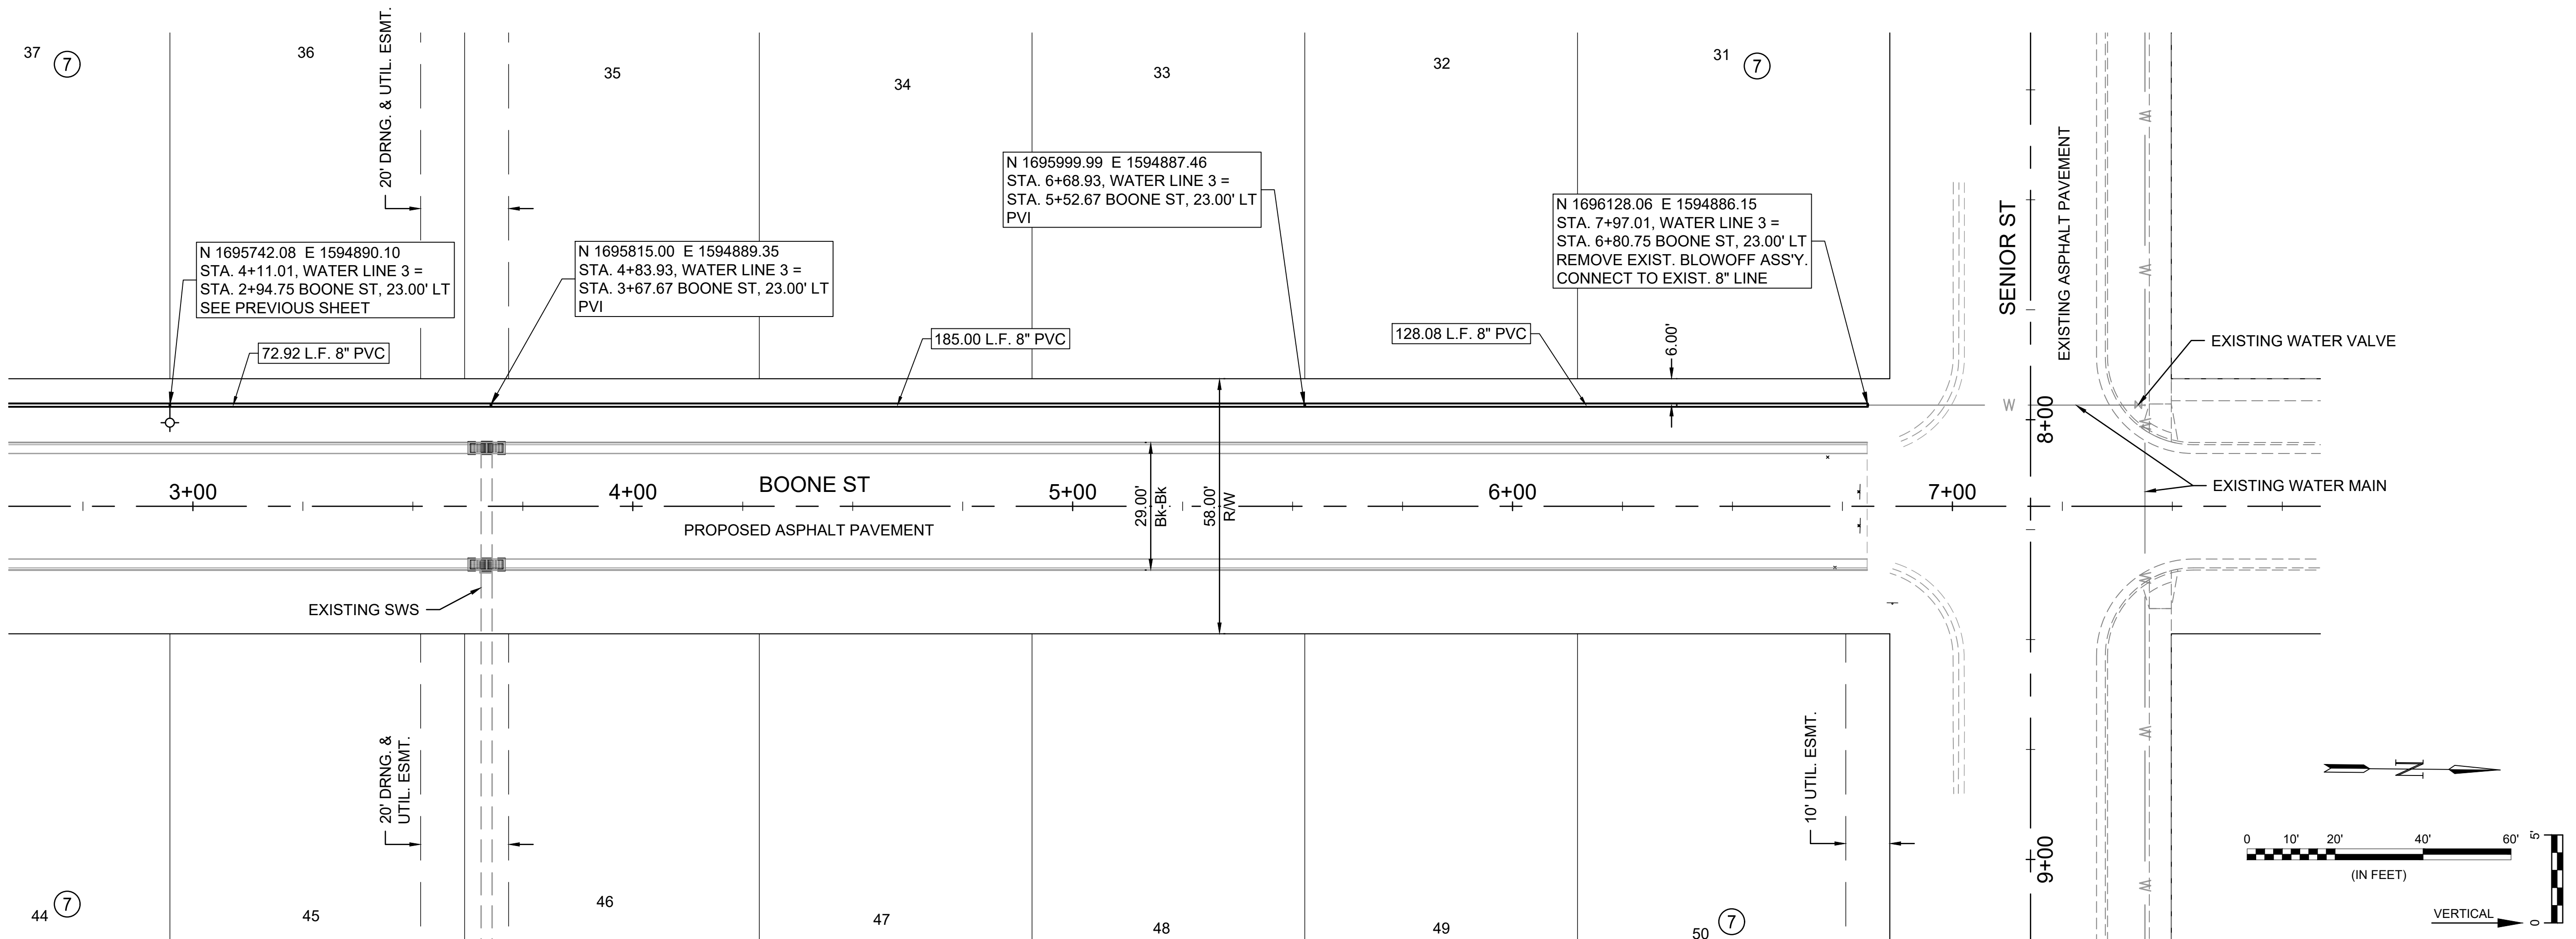 37
7
36
20' DRNG. & UTIL. ESMT.
35
34
33
32
31
7
N 1695742.08  E 1594890.10
STA. 4+11.01, WATER LINE 3 =
STA. 2+94.75 BOONE ST, 23.00' LT
SEE PREVIOUS SHEET
N 1695815.00  E 1594889.35
STA. 4+83.93, WATER LINE 3 =
STA. 3+67.67 BOONE ST, 23.00' LT
PVI
N 1695999.99  E 1594887.46
STA. 6+68.93, WATER LINE 3 =
STA. 5+52.67 BOONE ST, 23.00' LT
PVI
N 1696128.06  E 1594886.15
STA. 7+97.01, WATER LINE 3 =
STA. 6+80.75 BOONE ST, 23.00' LT
REMOVE EXIST. BLOWOFF ASS'Y.
CONNECT TO EXIST. 8" LINE
72.92 L.F. 8" PVC
185.00 L.F. 8" PVC
128.08 L.F. 8" PVC
6.00'
SENIOR ST
EXISTING ASPHALT PAVEMENT
W
W
W
W
W
W
W
W
EXISTING WATER VALVE
EXISTING WATER MAIN
8+00
3+00
4+00
BOONE ST
5+00
6+00
7+00
PROPOSED ASPHALT PAVEMENT
29.00'
Bk-Bk
58.00'
R/W
EXISTING SWS
20' DRNG. &
UTIL. ESMT.
10' UTIL. ESMT.
9+00
N
0 10' 20' 40' 60'
(IN FEET)
5'
0
VERTICAL
44
7
45
46
47
48
49
50
7